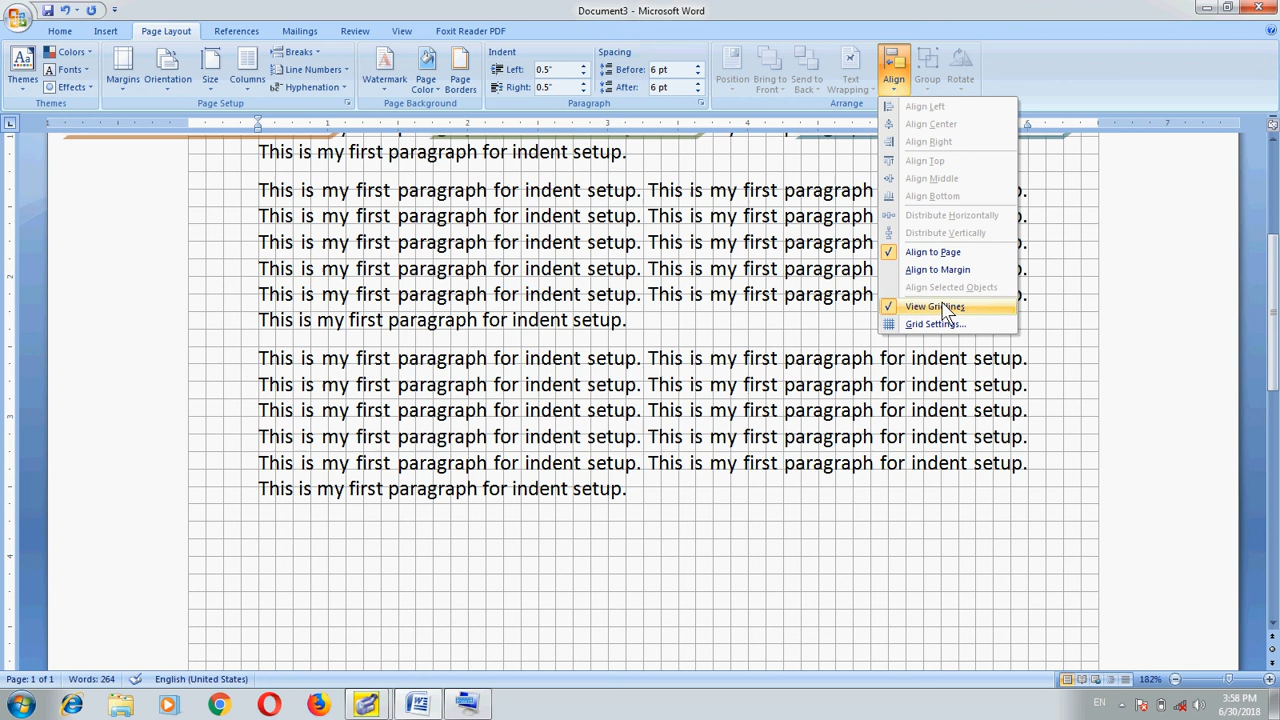 Document3 - Microsoft Word
Home Insert Page Layout References Mailings Review View Foxit Reader PDF
Themes Colors Fonts Effects Themes
Margins Orientation Size Columns Breaks Line Numbers Hyphenation Page Setup
Watermark Page Color Page Borders Page Background
Indent Left: 0.5" Right: 0.5" Spacing Before: 6 pt After: 6 pt Paragraph
Position Bring to Front Send to Back Text Wrapping Align Group Rotate Arrange
Align Left
Align Center
Align Right
Align Top
Align Middle
Align Bottom
Distribute Horizontally
Distribute Vertically
Align to Page
Align to Margin
Align Selected Objects
View Gridlines
Grid Settings...
1 1 2 3 4 7
2
3
4
This is my first paragraph for indent setup.
This is my first paragraph for indent setup. This is my first paragraph
This is my first paragraph for indent setup. This is my first paragraph
This is my first paragraph for indent setup. This is my first paragraph
This is my first paragraph for indent setup. This is my first paragraph
This is my first paragraph for indent setup. This is my first paragraph
This is my first paragraph for indent setup.
This is my first paragraph for indent setup. This is my first paragraph for indent setup.
This is my first paragraph for indent setup. This is my first paragraph for indent setup.
This is my first paragraph for indent setup. This is my first paragraph for indent setup.
This is my first paragraph for indent setup. This is my first paragraph for indent setup.
This is my first paragraph for indent setup. This is my first paragraph for indent setup.
This is my first paragraph for indent setup.
Page: 1 of 1 Words: 264 English (United States) 182%
EN 3:58 PM
6/30/2018